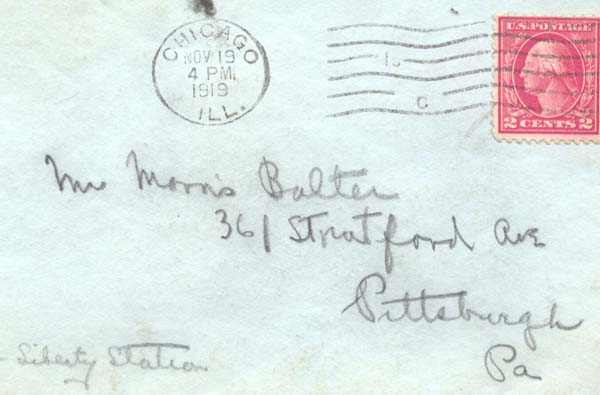 CHICAGO
NOV 19
4 PM.
1919
ILL.
U.S. POSTAGE
2 CENTS 2
Mr Morris Balter
361 Stratford Ave
Pittsburgh
Pa
- Liberty Station